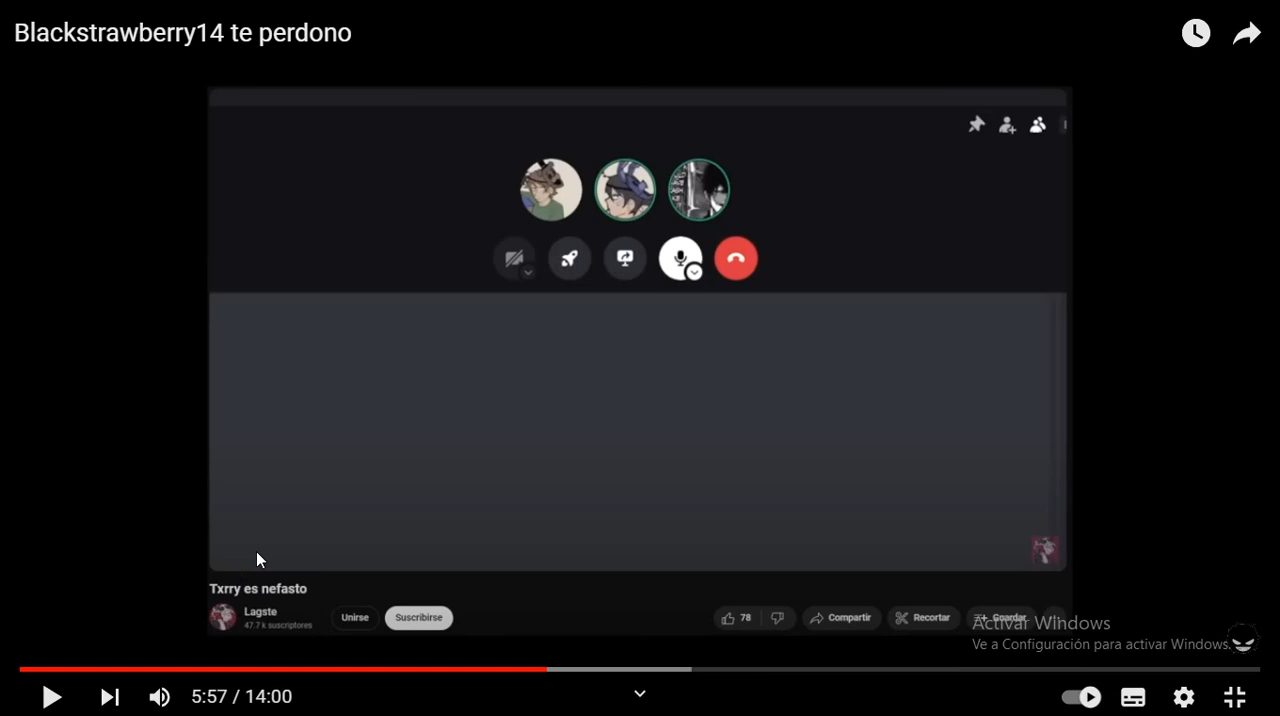 Blackstrawberry14 te perdono
Txrry es nefasto
Lagste
47.7 k suscriptores
Unirse
Suscribirse
78
Compartir
Recortar
Guardar
Activar Windows
Ve a Configuración para activar Windows.
5:57 / 14:00